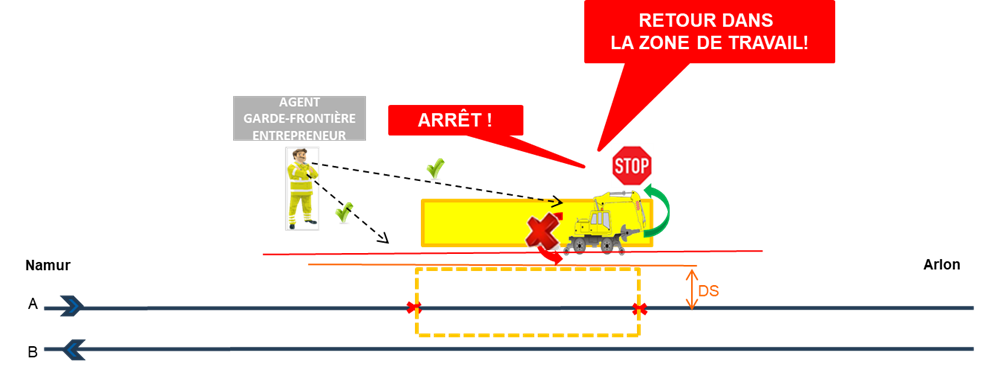 RETOUR DANS
LA ZONE DE TRAVAIL!
AGENT
GARDE-FRONTIÈRE
ENTREPRENEUR
ARRÊT !
STOP
Namur
Arlon
DS
A
B